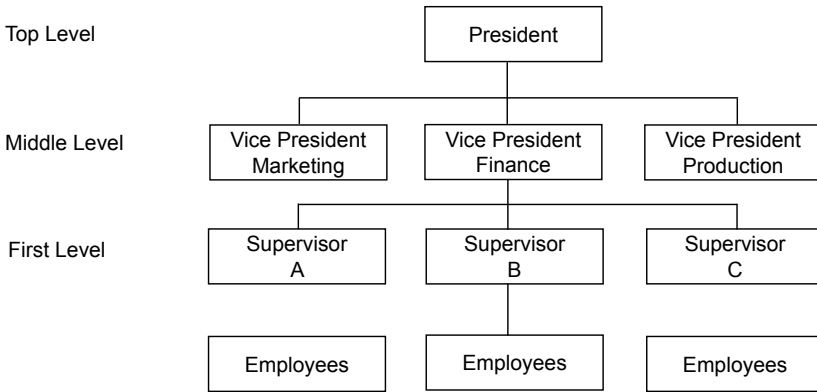 Top Level
President
Middle Level
Vice President
Marketing
Vice President
Finance
Vice President
Production
First Level
Supervisor
A
Supervisor
B
Supervisor
C
Employees
Employees
Employees